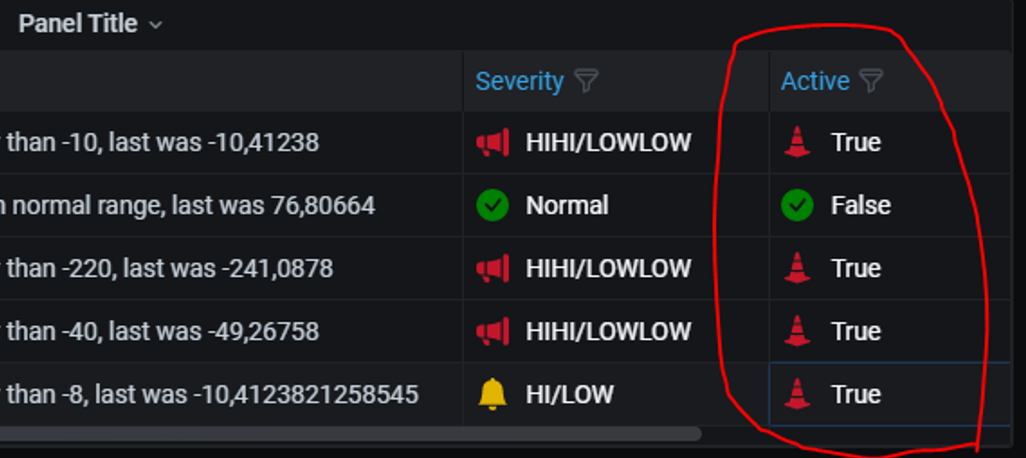 Panel Title
Severity Active
than -10, last was -10,41238 HIHI/LOWLOW True
normal range, last was 76,80664 Normal False
than -220, last was -241,0878 HIHI/LOWLOW True
than -40, last was -49,26758 HIHI/LOWLOW True
than -8, last was -10,4123821258545 HI/LOW True